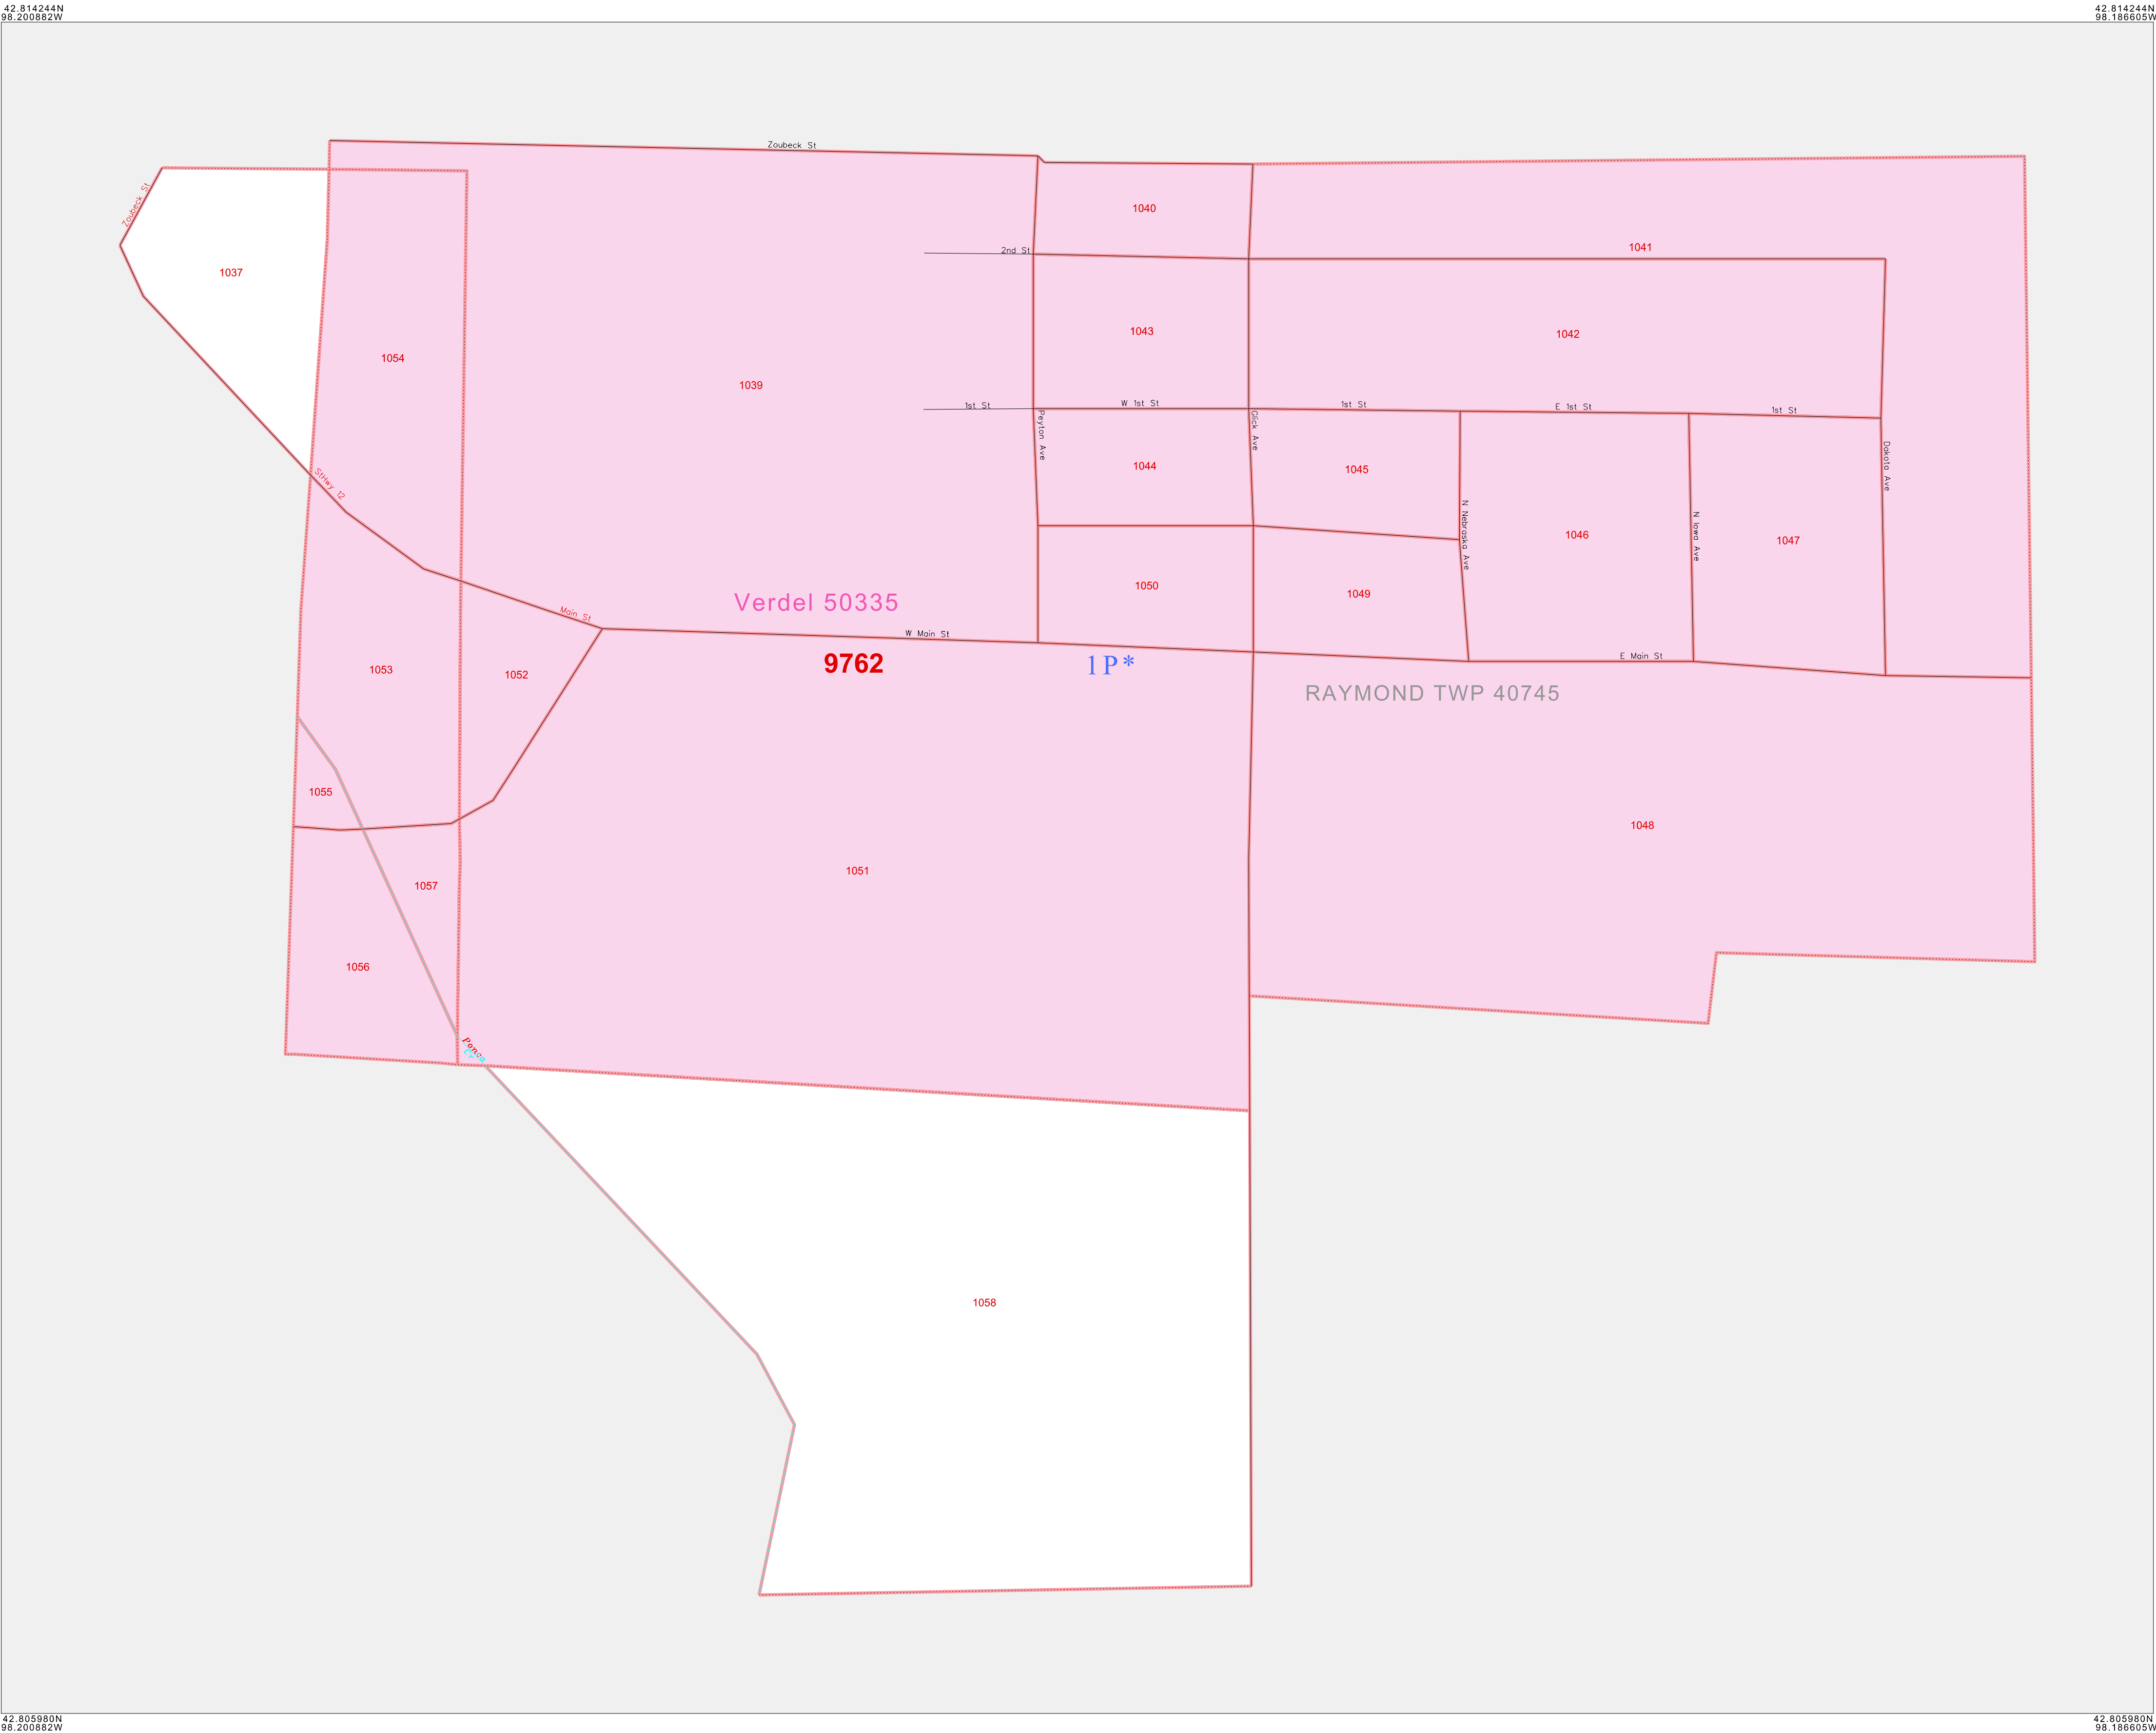 42.814244N
98.200882W
42.814244N
98.186605W
Zoubeck St
Zoubeck St
1040
1041
2nd St
1037
1043
1042
1054
1039
1st St
W 1st St
1st St
E 1st St
1st St
Peyton Ave
Glick Ave
Dakota Ave
1044
1045
StHwy 12
N Nebraska Ave
N Iowa Ave
1046
1047
1050
1049
Verdel 50335
Main St
W Main St
E Main St
9762
1P*
1053
1052
RAYMOND TWP 40745
1055
1048
1051
1057
1056
Ponca
Cr
1058
42.805980N
98.200882W
42.805980N
98.186605W